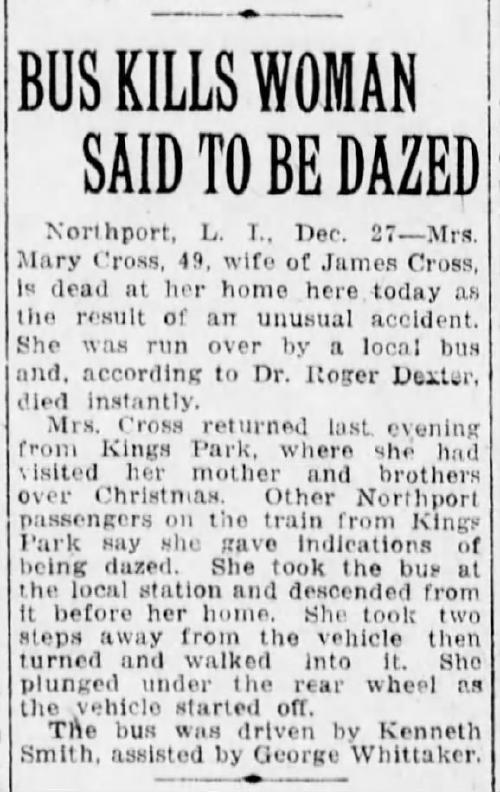 BUS KILLS WOMAN
SAID TO BE DAZED
Northport, L. I., Dec. 27—Mrs.
Mary Cross, 49, wife of James Cross,
is dead at her home here today as
the result of an unusual accident.
She was run over by a local bus
and, according to Dr. Roger Dexter,
died instantly.
Mrs. Cross returned last evening
from Kings Park, where she had
visited her mother and brothers
over Christmas. Other Northport
passengers on the train from Kings
Park say she gave indications of
being dazed. She took the bus at
the local station and descended from
it before her home. She took two
steps away from the vehicle then
turned and walked into it. She
plunged under the rear wheel as
the vehicle started off.
The bus was driven by Kenneth
Smith, assisted by George Whittaker.